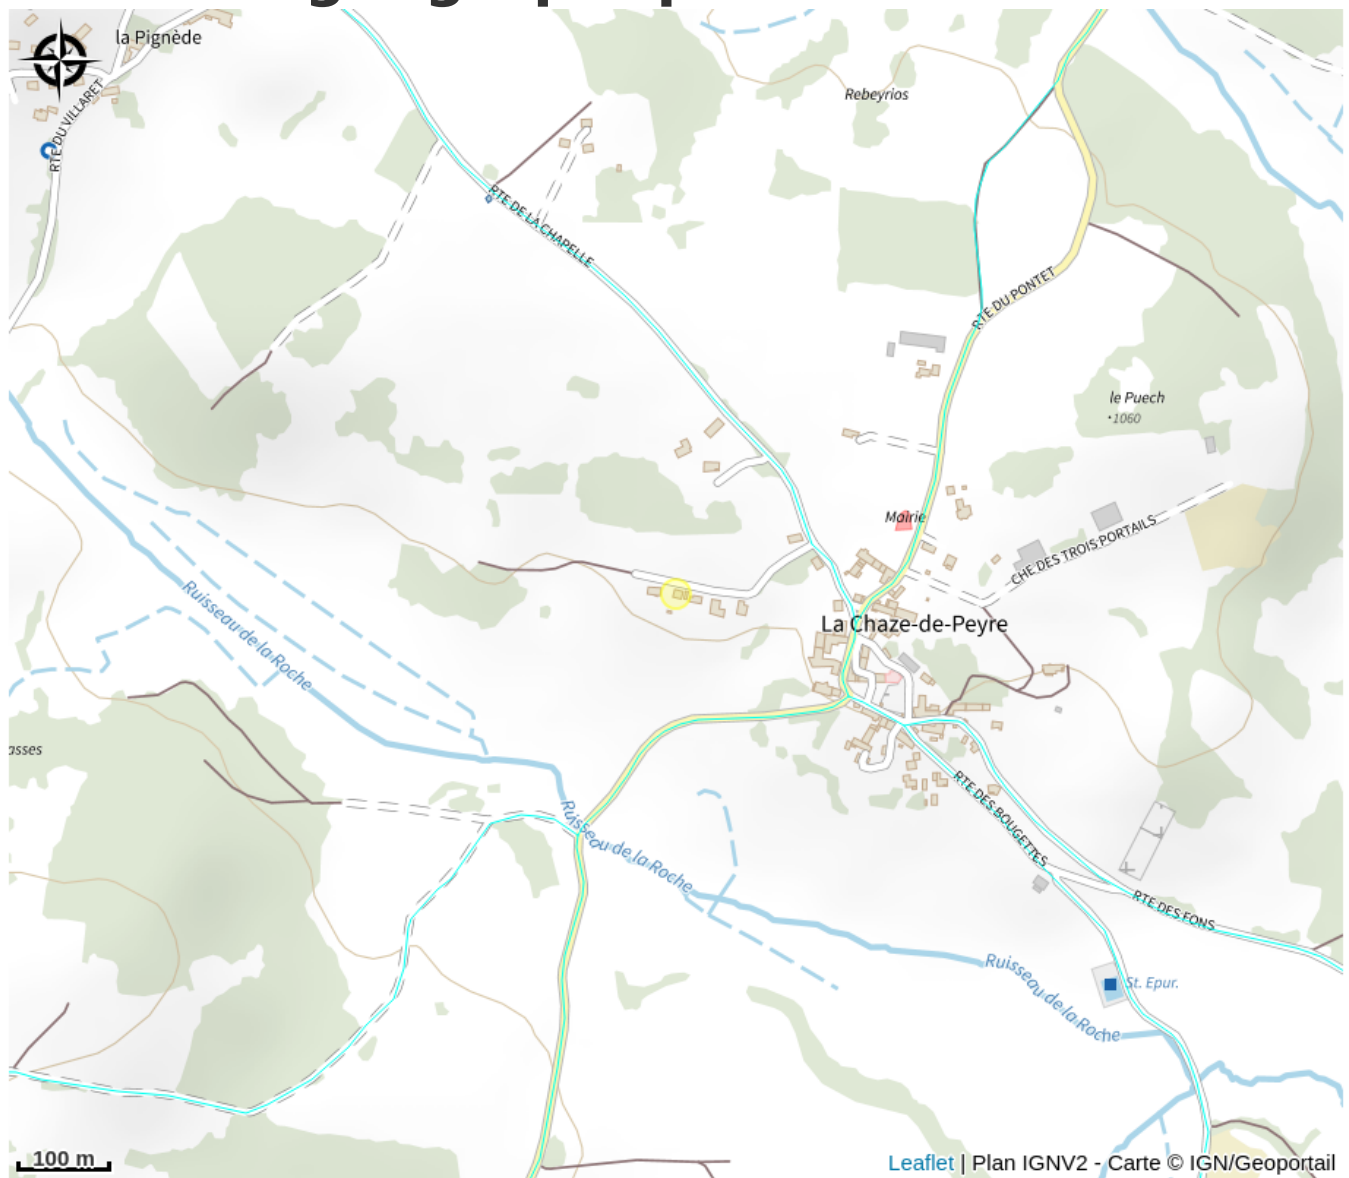 la Pignède
RTE DU VILLARET
Rebeyrios
RTE DE LA CHAPELLE
RTE DU PONTET
le Puech
1060
Mairie
CHE DES TROIS PORTAILS
La Chaze-de-Peyre
Ruisseau de la Roche
asses
RTE DES BOUGETTES
Ruisseau de la Roche
RTE DES FONS
Ruisseau de la Roche
St. Epur.
100 m
Leaflet | Plan IGNV2 - Carte © IGN/Geoportail